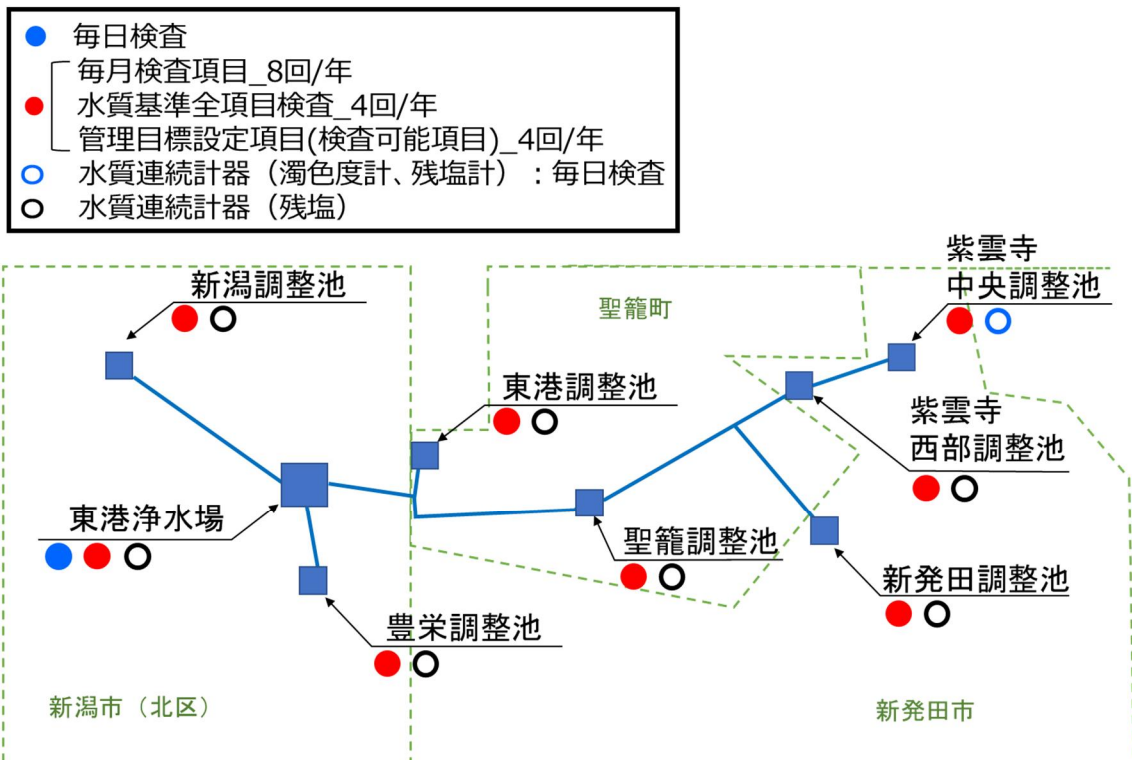 毎日検査
毎月検査項目_8回/年
水質基準全項目検査_4回/年
管理目標設定項目(検査可能項目)_4回/年
水質連続計器（濁色度計、残塩計）：毎日検査
水質連続計器（残塩）
紫雲寺
中央調整池
新潟調整池
聖籠町
東港調整池
紫雲寺
西部調整池
東港浄水場
聖籠調整池
新発田調整池
豊栄調整池
新潟市（北区）
新発田市